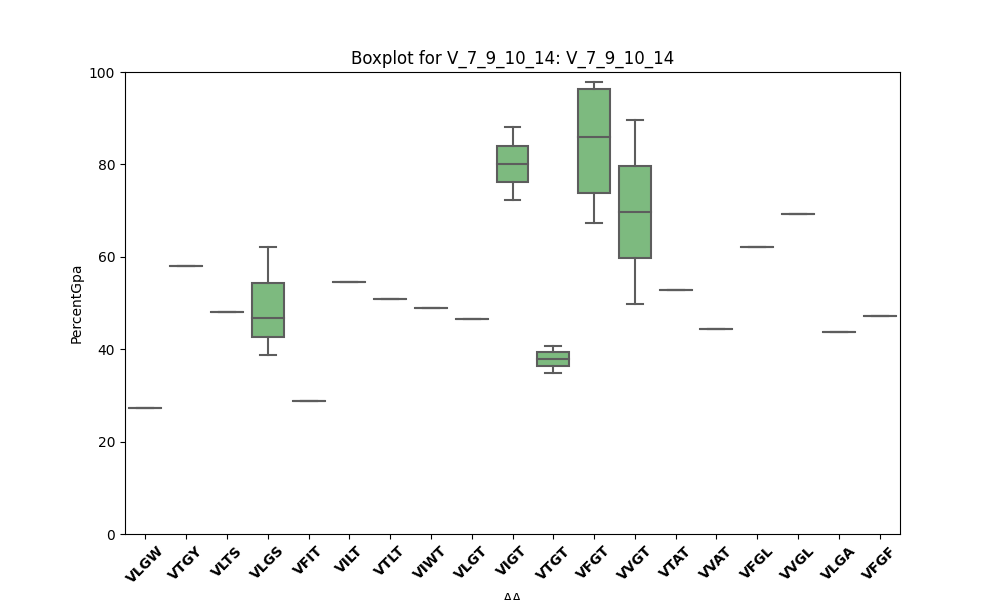 Boxplot for V_7_9_10_14: V_7_9_10_14
PercentGpa
100
80
60
40
20
0
VLGW VTGY VLTS VLGS VFIT VILT VTLT VIWT VLGT VIGT VTGT VFGT VVGT VTAT VVAT VFGL VVGL VLGA VFGF
AA